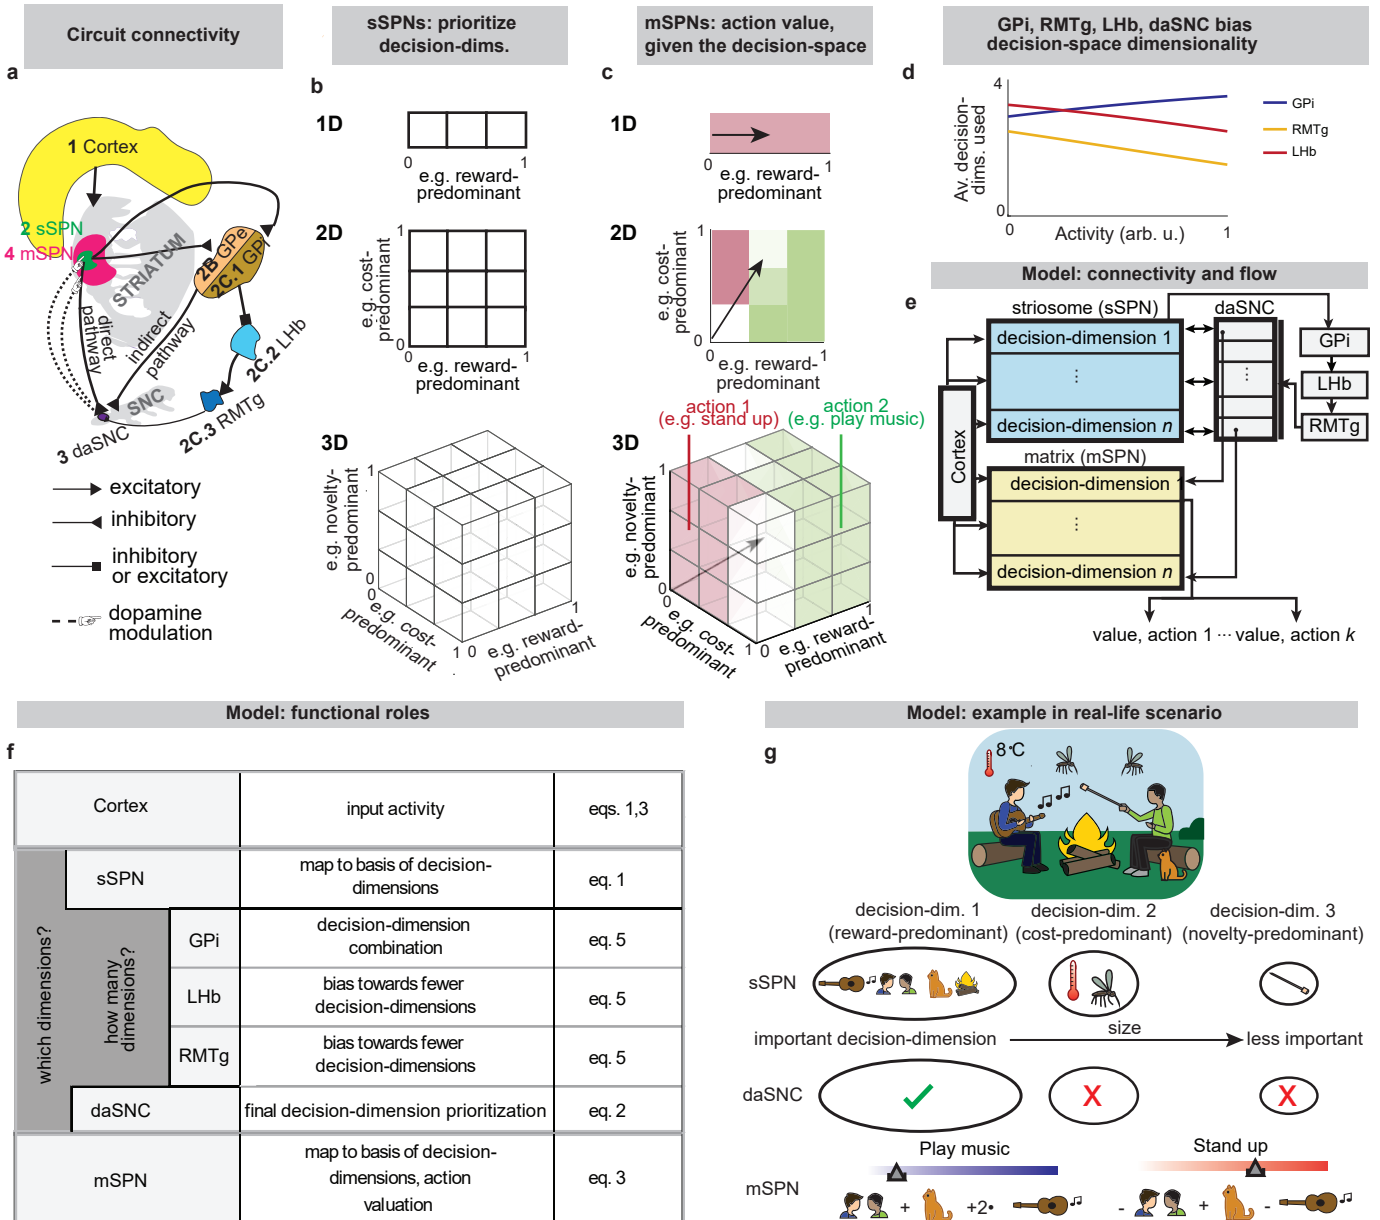 Circuit connectivity
sSPNs: prioritize
decision-dims.
mSPNs: action value,
given the decision-space
GPi, RMTg, LHb, daSNC bias
decision-space dimensionality
a
1 Cortex
2 sSPN
4 mSPN
STRIATUM
2B GPe
2C.1 GPi
direct
pathway
indirect
pathway
2C.2 LHb
SNC
2C.3 RMTg
3 daSNC
excitatory
inhibitory
inhibitory
or excitatory
dopamine
modulation
b
1D
0
1
e.g. reward-
predominant
2D
1
e.g. cost-
predominant
0
0
1
e.g. reward-
predominant
3D
1
e.g. novelty-
predominant
0
0
e.g. cost-
predominant
1
0
e.g. reward-
predominant
1
c
1D
0
1
e.g. reward-
predominant
2D
1
e.g. cost-
predominant
0
0
1
e.g. reward-
predominant
action 1
(e.g. stand up)
action 2
(e.g. play music)
3D
1
e.g. novelty-
predominant
0
0
e.g. cost-
predominant
1
0
e.g. reward-
predominant
1
d
4
Av. decision-
dims. used
0
0
Activity (arb. u.)
1
GPi
RMTg
LHb
Model: connectivity and flow
e
striosome (sSPN)
daSNC
decision-dimension 1
⋮
decision-dimension n
⋮
GPi
LHb
RMTg
Cortex
matrix (mSPN)
decision-dimension 1
⋮
decision-dimension n
value, action 1 ··· value, action k
Model: functional roles
f
Cortex
input activity
eqs. 1,3
which dimensions?
sSPN
map to basis of decision-
dimensions
eq. 1
how many
dimensions?
GPi
decision-dimension
combination
eq. 5
LHb
bias towards fewer
decision-dimensions
eq. 5
RMTg
bias towards fewer
decision-dimensions
eq. 5
daSNC
final decision-dimension prioritization
eq. 2
mSPN
map to basis of decision-
dimensions, action
valuation
eq. 3
Model: example in real-life scenario
g
8°C
decision-dim. 1
(reward-predominant)
decision-dim. 2
(cost-predominant)
decision-dim. 3
(novelty-predominant)
sSPN
important decision-dimension
size
less important
daSNC
X
X
Play music
Stand up
mSPN
+
+2•
-
+
-